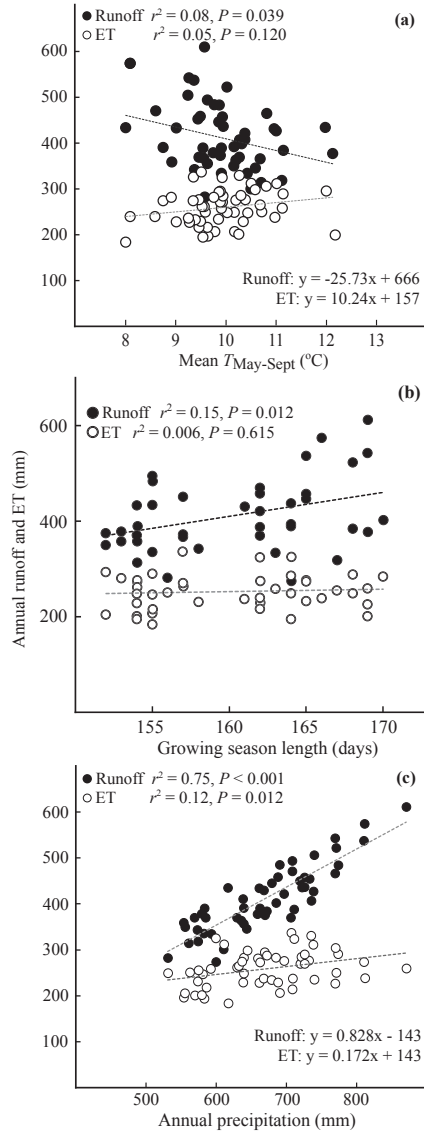 Runoff r² = 0.08, P = 0.039
(a)
ET r² = 0.05, P = 0.120
600
500
400
300
200
100
Runoff: y = -25.73x + 666
ET: y = 10.24x + 157
8 9 10 11 12 13
Mean T May-Sept (°C)
(b)
Runoff r² = 0.15, P = 0.012
ET r² = 0.006, P = 0.615
600
400
200
Annual runoff and ET (mm)
155 160 165 170
Growing season length (days)
Runoff r² = 0.75, P < 0.001
(c)
ET r² = 0.12, P = 0.012
600
500
400
300
200
100
Runoff: y = 0.828x - 143
ET: y = 0.172x + 143
500 600 700 800
Annual precipitation (mm)